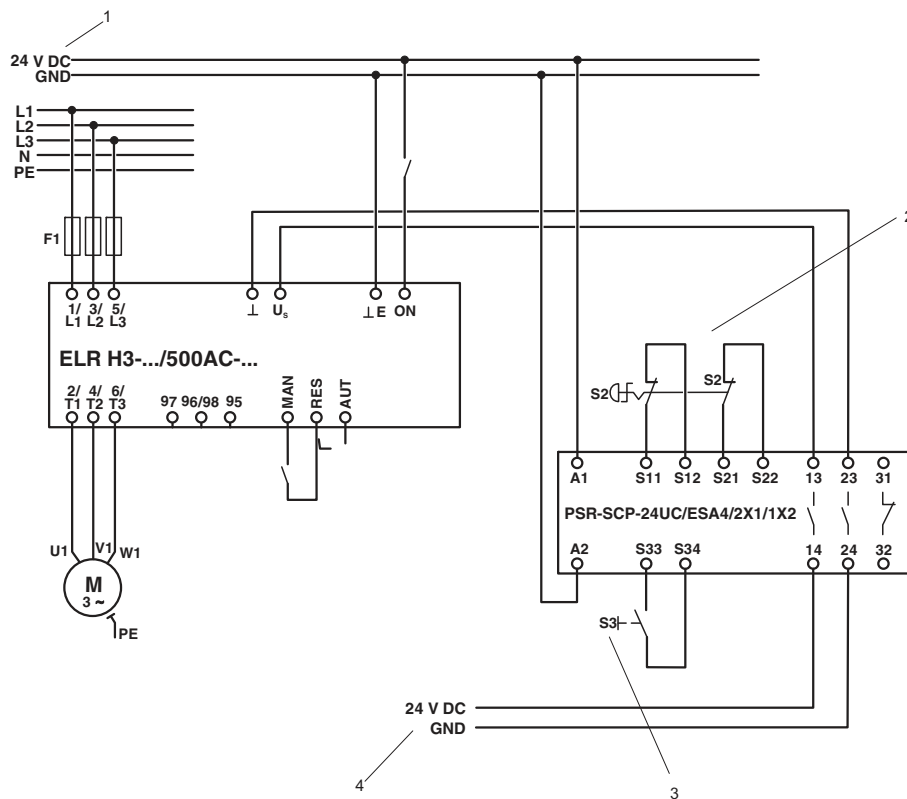 1
24 V DC
GND
L1
L2
L3
N
PE
F1
2
1/ 3/ 5/
L1 L2 L3
⊥ Uₛ ⊥ E ON
ELR H3-.../500AC-...
2/ 4/ 6/
T1 T2 T3
97 96/98 95
MAN RES AUT
S2 S2
A1 S11 S12 S21 S22 13 23 31
PSR-SCP-24UC/ESA4/2X1/1X2
A2 S33 S34 14 24 32
U1 V1 W1
M
3 ~
PE
S3
24 V DC
GND
4 3